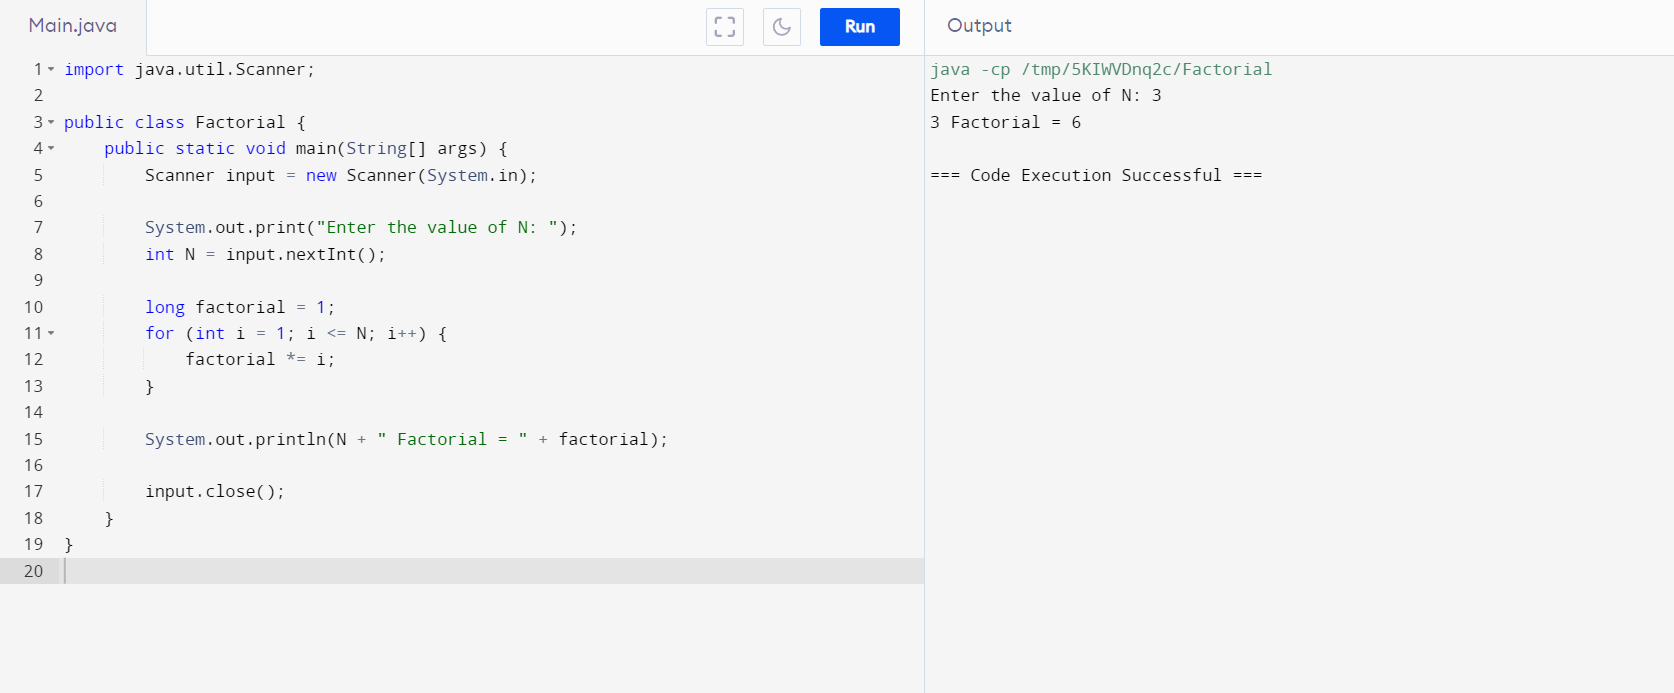 Main.java
Run
Output
1 import java.util.Scanner;
2
3 public class Factorial {
4     public static void main(String[] args) {
5         Scanner input = new Scanner(System.in);
6
7         System.out.print("Enter the value of N: ");
8         int N = input.nextInt();
9
10         long factorial = 1;
11         for (int i = 1; i <= N; i++) {
12             factorial *= i;
13         }
14
15         System.out.println(N + " Factorial = " + factorial);
16
17         input.close();
18     }
19 }
20
java -cp /tmp/5KIWVDnq2c/Factorial
Enter the value of N: 3
3 Factorial = 6
=== Code Execution Successful ===